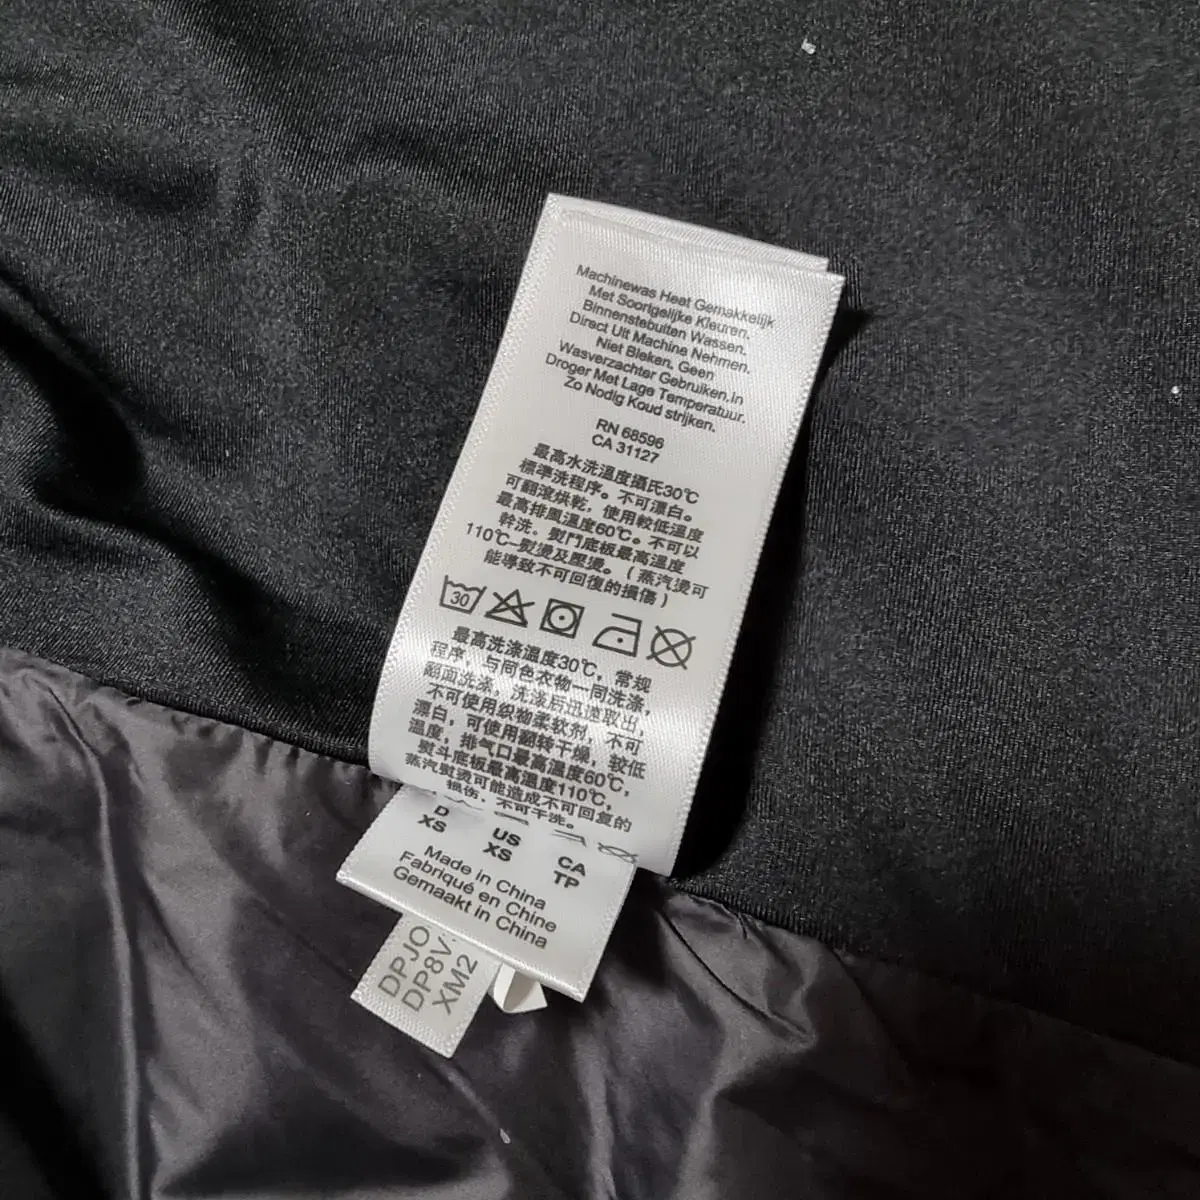 Machinewas Heet Gemakkelijk
Met Soortgelijke Kleuren.
Binnenstebuiten Wassen.
Direct Uit Machine Nehmen.
Niet Bleken. Geen
Wasverzachter Gebruiken.in
Droger Met Lage Temperatuur.
Zo Nodig Koud strijken.
RN 68596
CA 31127
最高水洗溫度攝氏30℃
標準洗程序。不可漂白。
可翻滾烘乾，使用較低溫度
最高排風溫度60℃。不可以
幹洗。熨鬥底板最高溫度
110℃-熨燙及壓燙。(蒸汽燙可
能導致不可回復的損傷)
30
最高洗涤温度30℃，常规
程序，与同色衣物一同洗涤，
翻面洗涤，洗涤后迅速取出，
不可使用织物柔软剂，不可
漂白，可使用翻转干燥，较低
温度，排气口最高温度60℃，
熨斗底板最高温度110℃，
蒸汽熨烫可能造成不可回复的
损伤，不可干洗。
D US CA
XS XS TP
Made in China
Fabriqué en Chine
Gemaakt in China
DPJO
DP8V
XM2